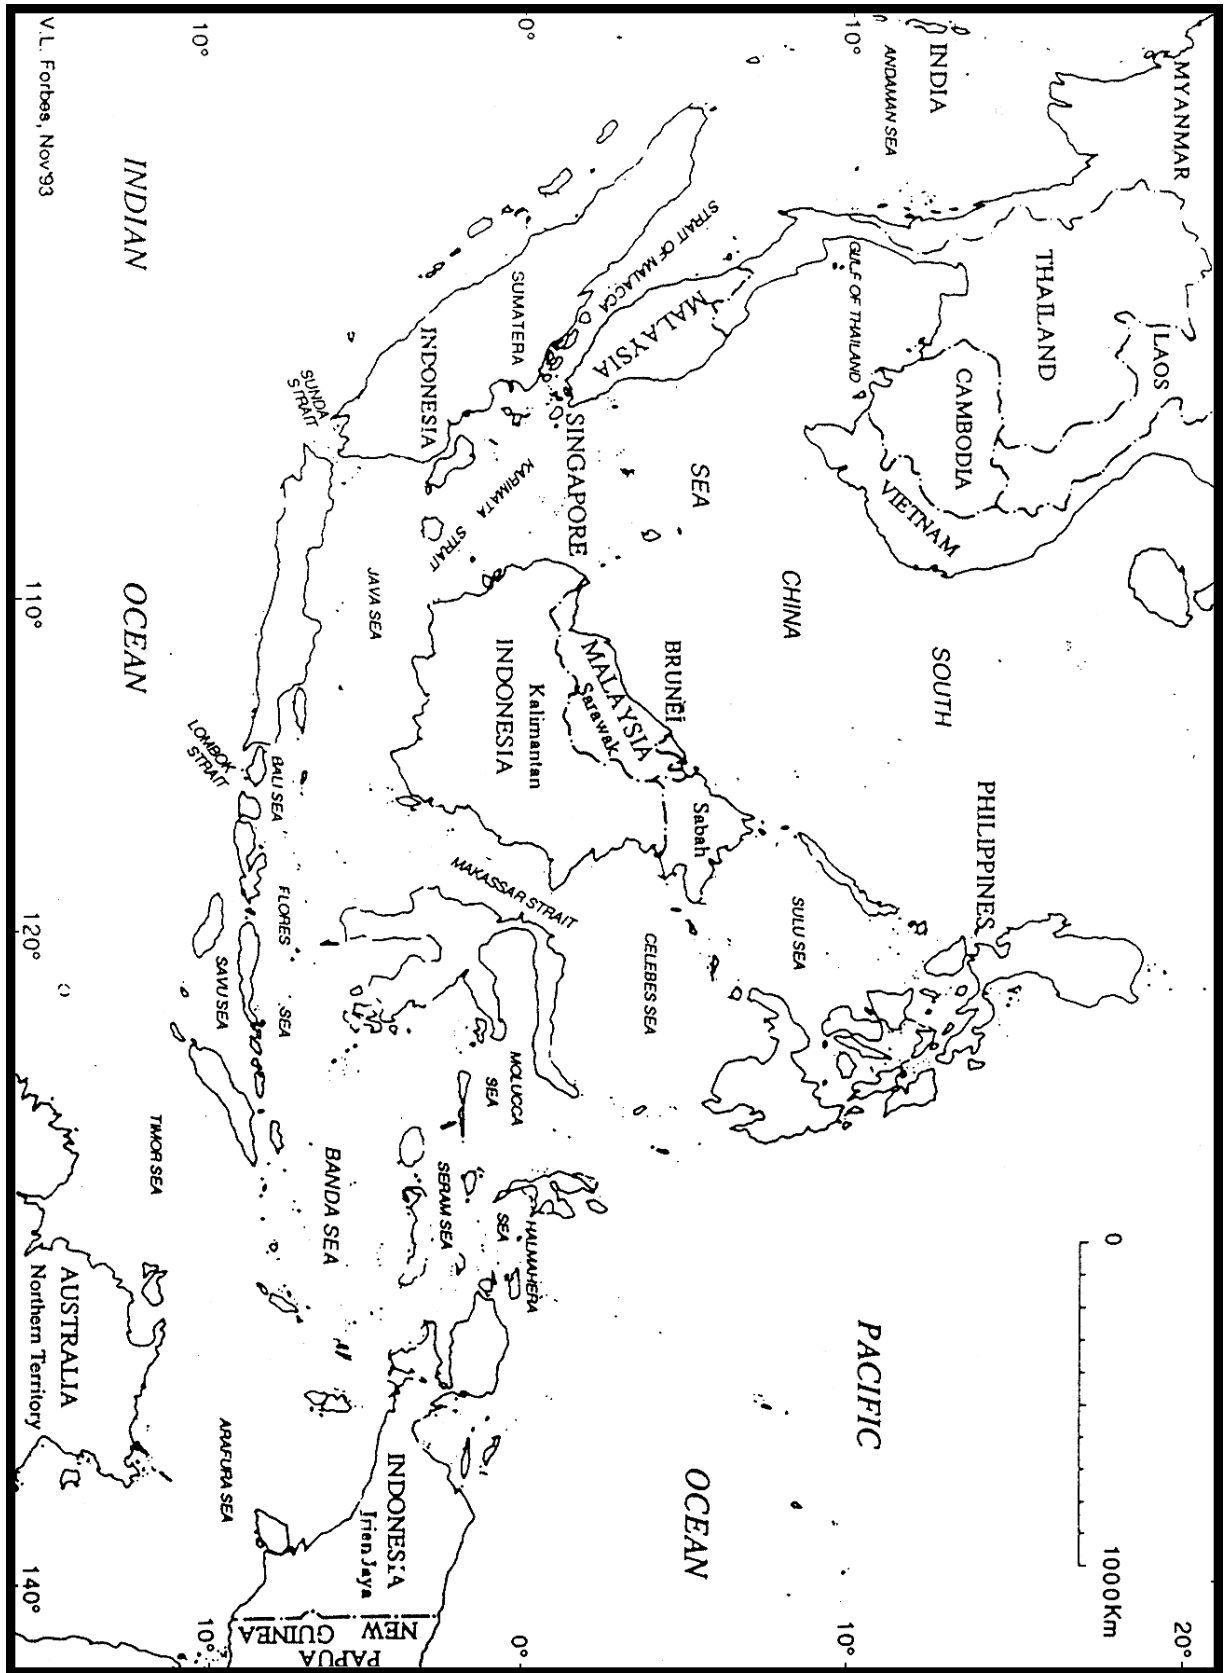 MYANMAR
INDIA
ANDAMAN SEA
10°
0°
10°
V.L. Forbes, Nov'93
THAILAND
LAOS
GULF OF THAILAND
CAMBODIA
VIETNAM
STRAIT OF MALACCA
MALAYSIA
SUMATERA
INDONESIA
SUNDA
STRAIT
SINGAPORE
KARIMATA
STRAIT
SEA
CHINA
SOUTH
INDIAN
OCEAN
110°
JAVA SEA
BRUNEI
MALAYSIA
Sarawak
Kalimantan
INDONESIA
Sabah
PHILIPPINES
LOMBOK
STRAIT
BALI SEA
MAKASSAR STRAIT
FLORES
SEA
SULU SEA
CELEBES SEA
120°
SAVU SEA
MOLUCCA
SEA
TIMOR SEA
BANDA SEA
SERAM SEA
HALMAHERA
SEA
AUSTRALIA
Northern Territory
ARAFURA SEA
PACIFIC
OCEAN
INDONESIA
Irien Jaya
PAPUA
NEW
GUINEA
0
1000Km
140°
10°
0°
10°
20°